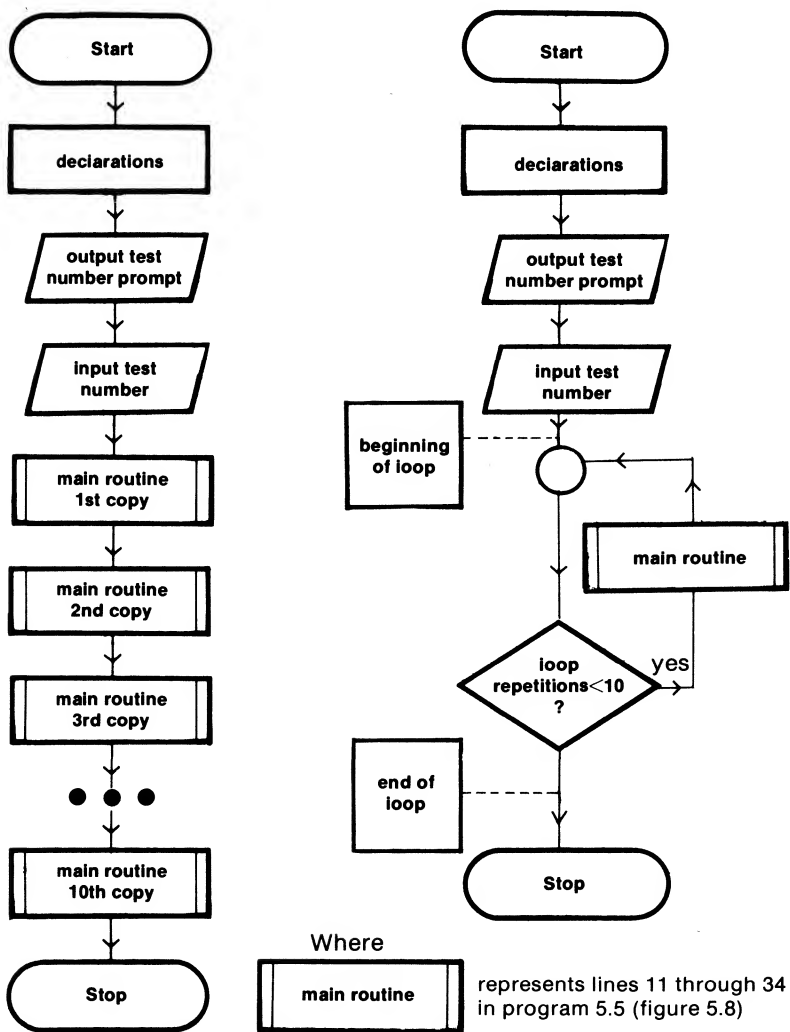 Start
declarations
output test
number prompt
input test
number
main routine
1st copy
main routine
2nd copy
main routine
3rd copy
main routine
10th copy
Stop
Start
declarations
output test
number prompt
input test
number
beginning
of loop
main routine
loop
repetitions<10
?
yes
end of
loop
Stop
Where
main routine
represents lines 11 through 34
in program 5.5 (figure 5.8)